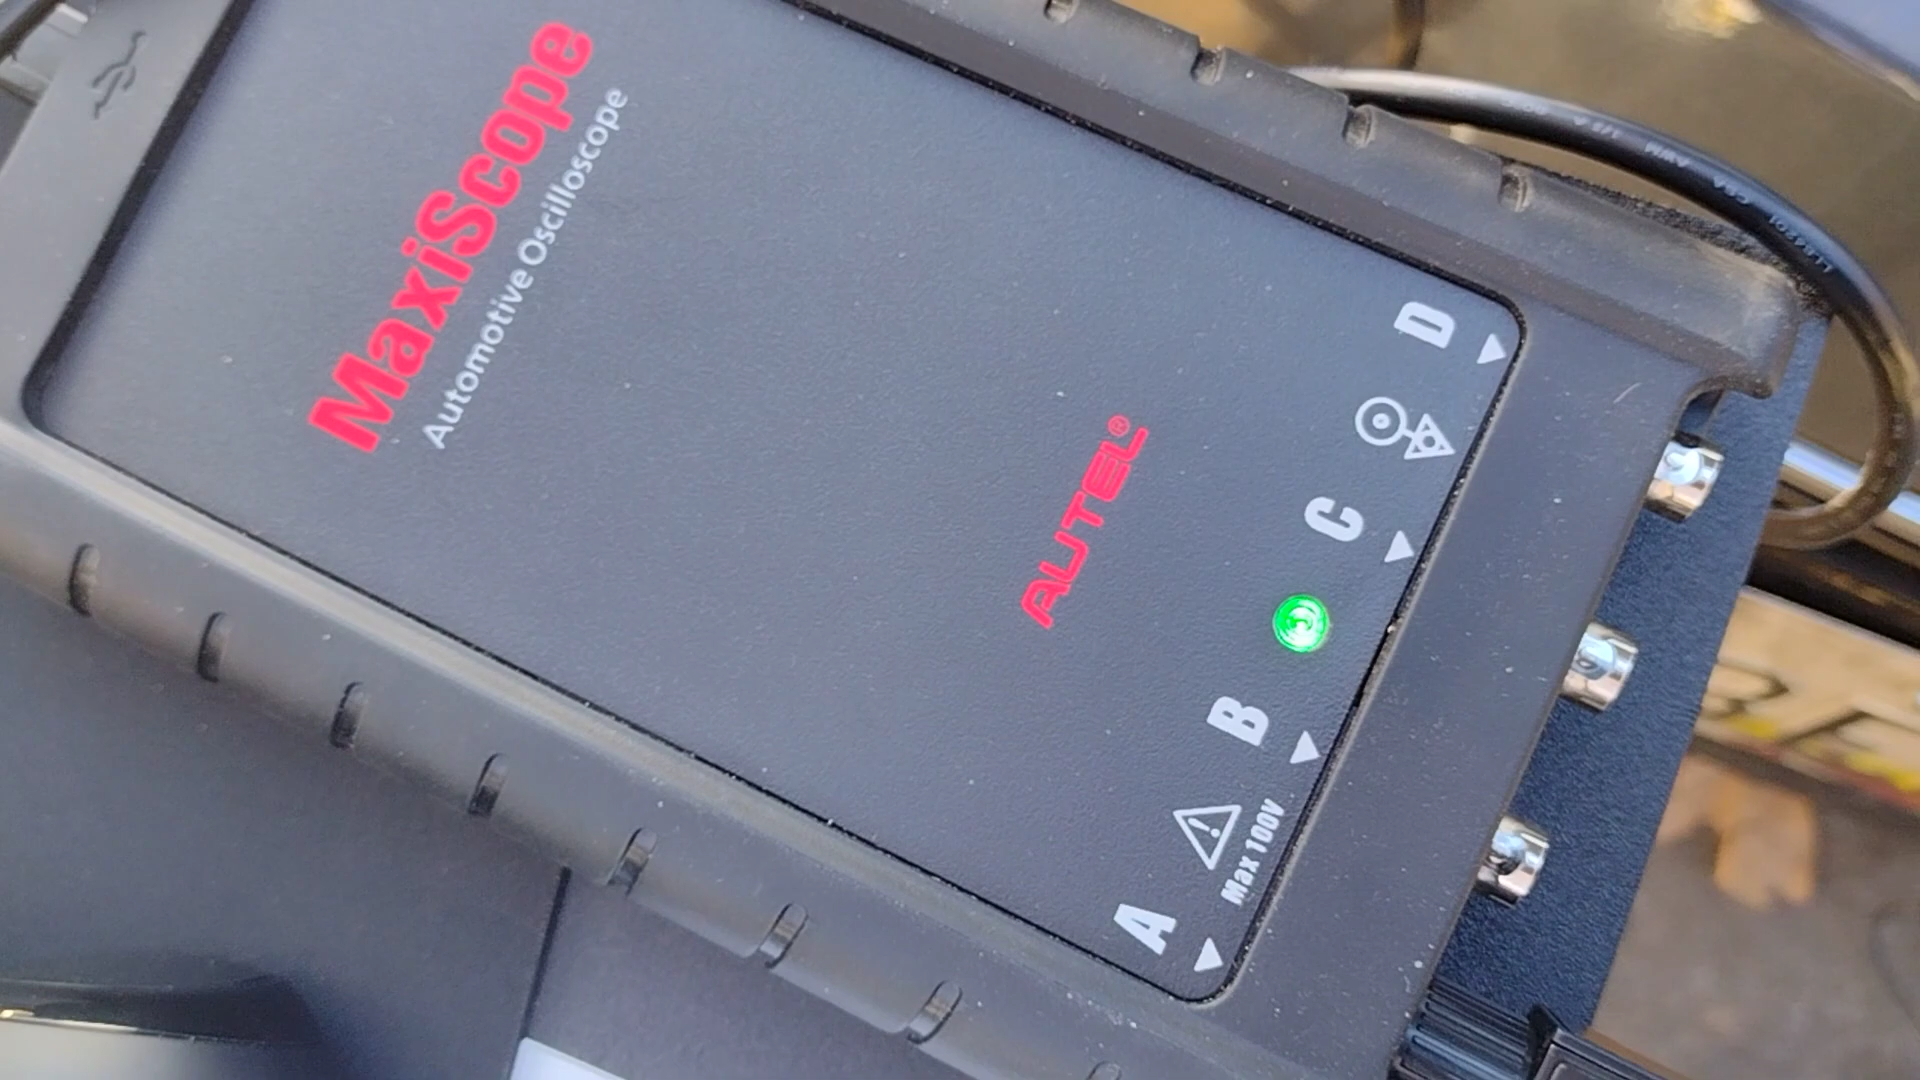 MaxiScope
Automotive Oscilloscope
AUTEL®
A
Max 100V
B
C
D